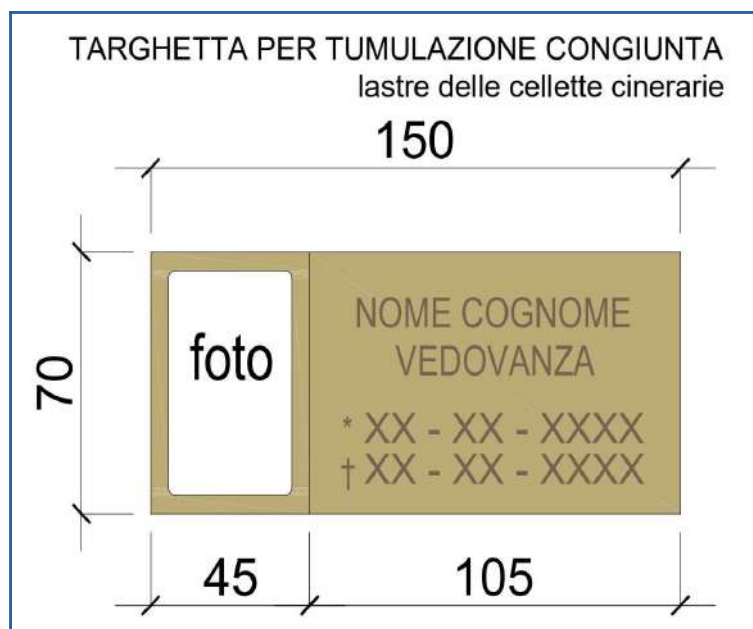 TARGHETTA PER TUMULAZIONE CONGIUNTA
lastre delle cellette cinerarie
150
70
foto
NOME COGNOME
VEDOVANZA
* XX - XX - XXXX
† XX - XX - XXXX
45
105